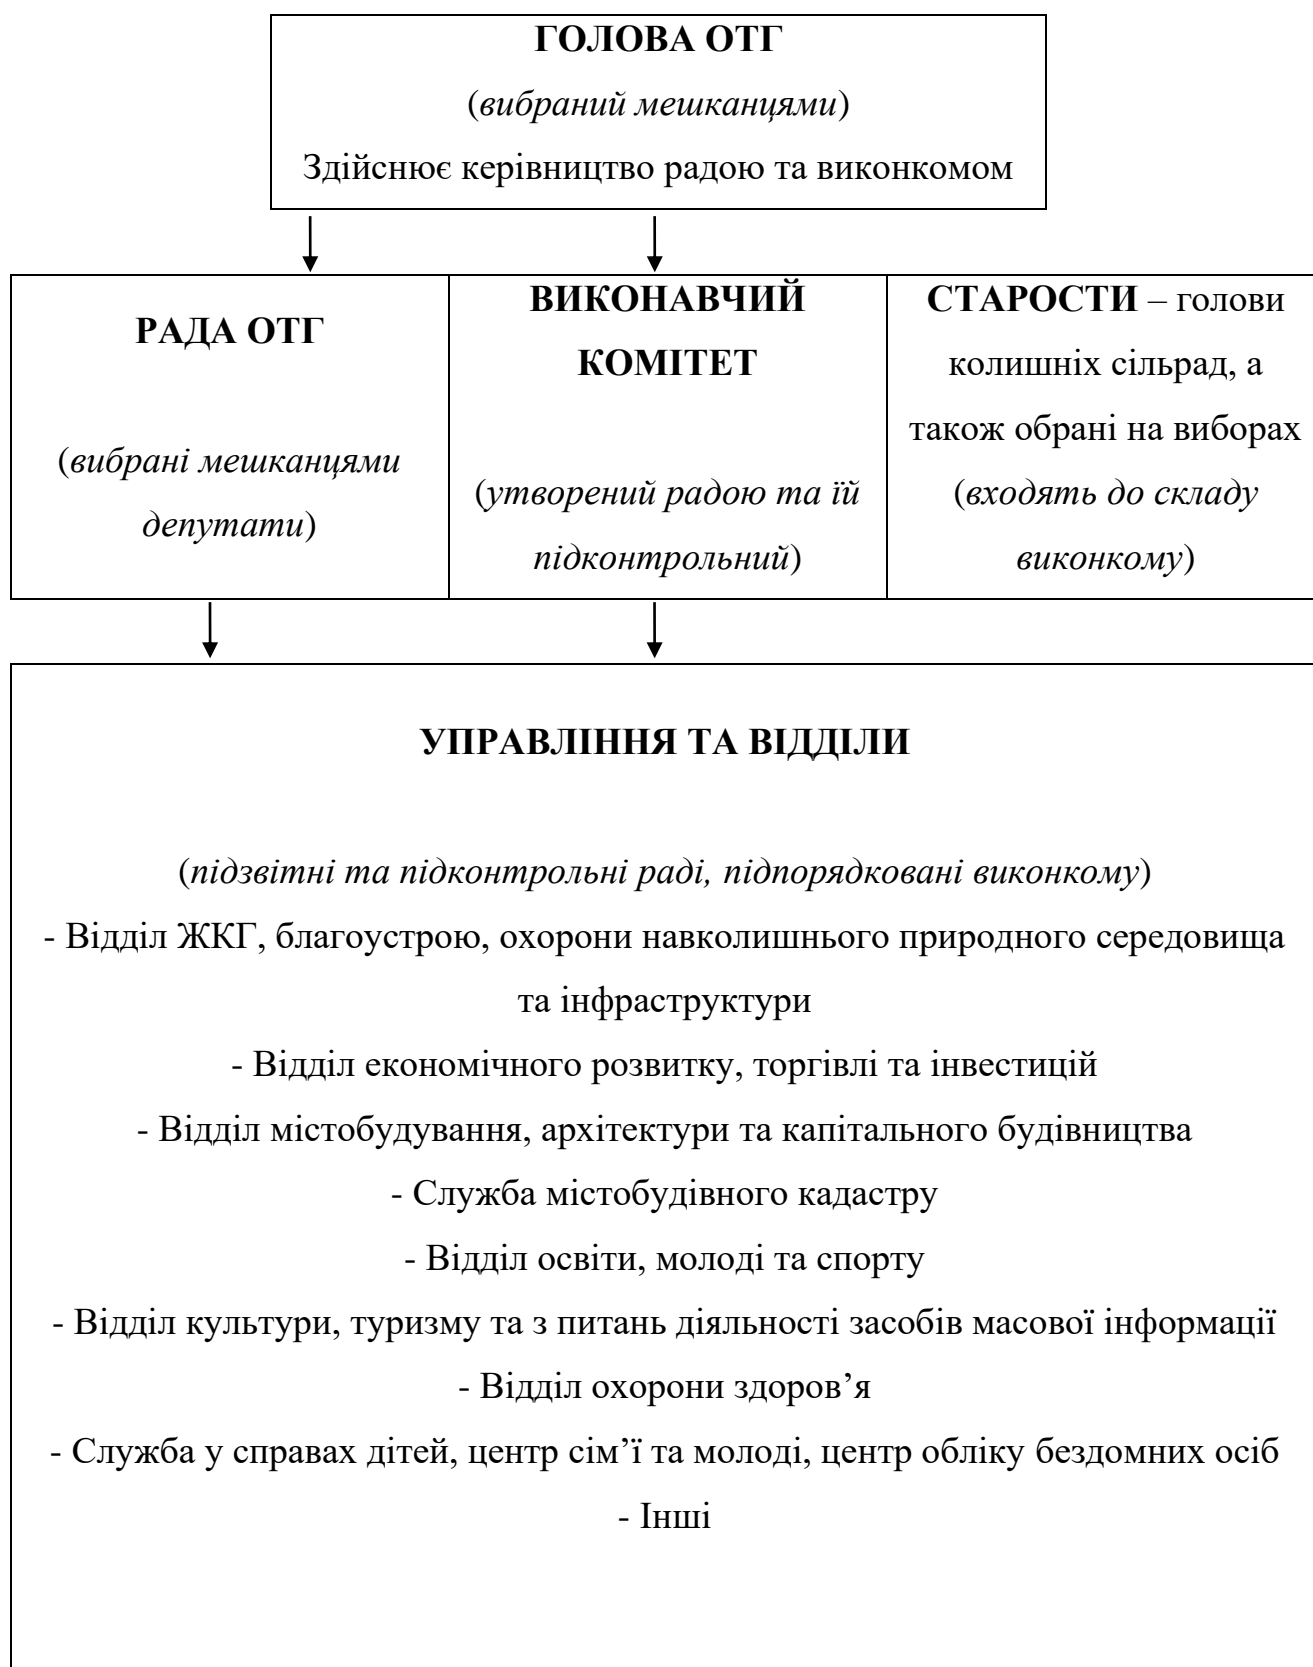 ГОЛОВА ОТГ
(вибраний мешканцями)
Здійснює керівництво радою та виконкомом
РАДА ОТГ
(вибрані мешканцями
депутати)
ВИКОНАВЧИЙ
КОМІТЕТ
(утворений радою та їй
підконтрольний)
СТАРОСТИ – голови
колишніх сільрад, а
також обрані на виборах
(входять до складу
виконкому)
УПРАВЛІННЯ ТА ВІДДІЛИ
(підзвітні та підконтрольні раді, підпорядковані виконкому)
- Відділ ЖКГ, благоустрою, охорони навколишнього природного середовища
та інфраструктури
- Відділ економічного розвитку, торгівлі та інвестицій
- Відділ містобудування, архітектури та капітального будівництва
- Служба містобудівного кадастру
- Відділ освіти, молоді та спорту
- Відділ культури, туризму та з питань діяльності засобів масової інформації
- Відділ охорони здоров’я
- Служба у справах дітей, центр сім’ї та молоді, центр обліку бездомних осіб
- Інші